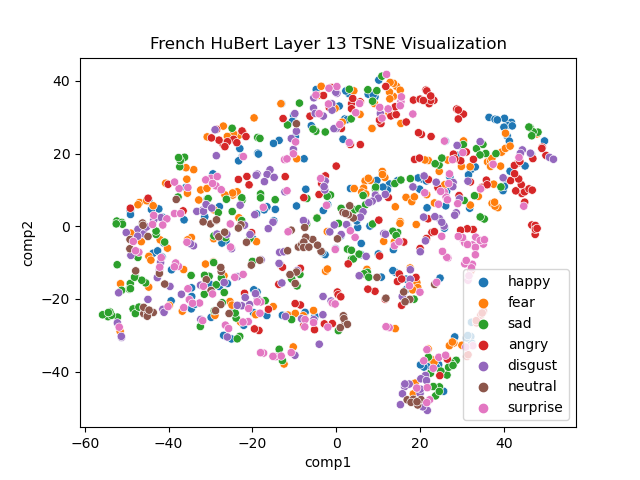 French HuBert Layer 13 TSNE Visualization
40
20
0
−20
−40
comp2
−60
−40
−20
0
20
40
comp1
happy
fear
sad
angry
disgust
neutral
surprise